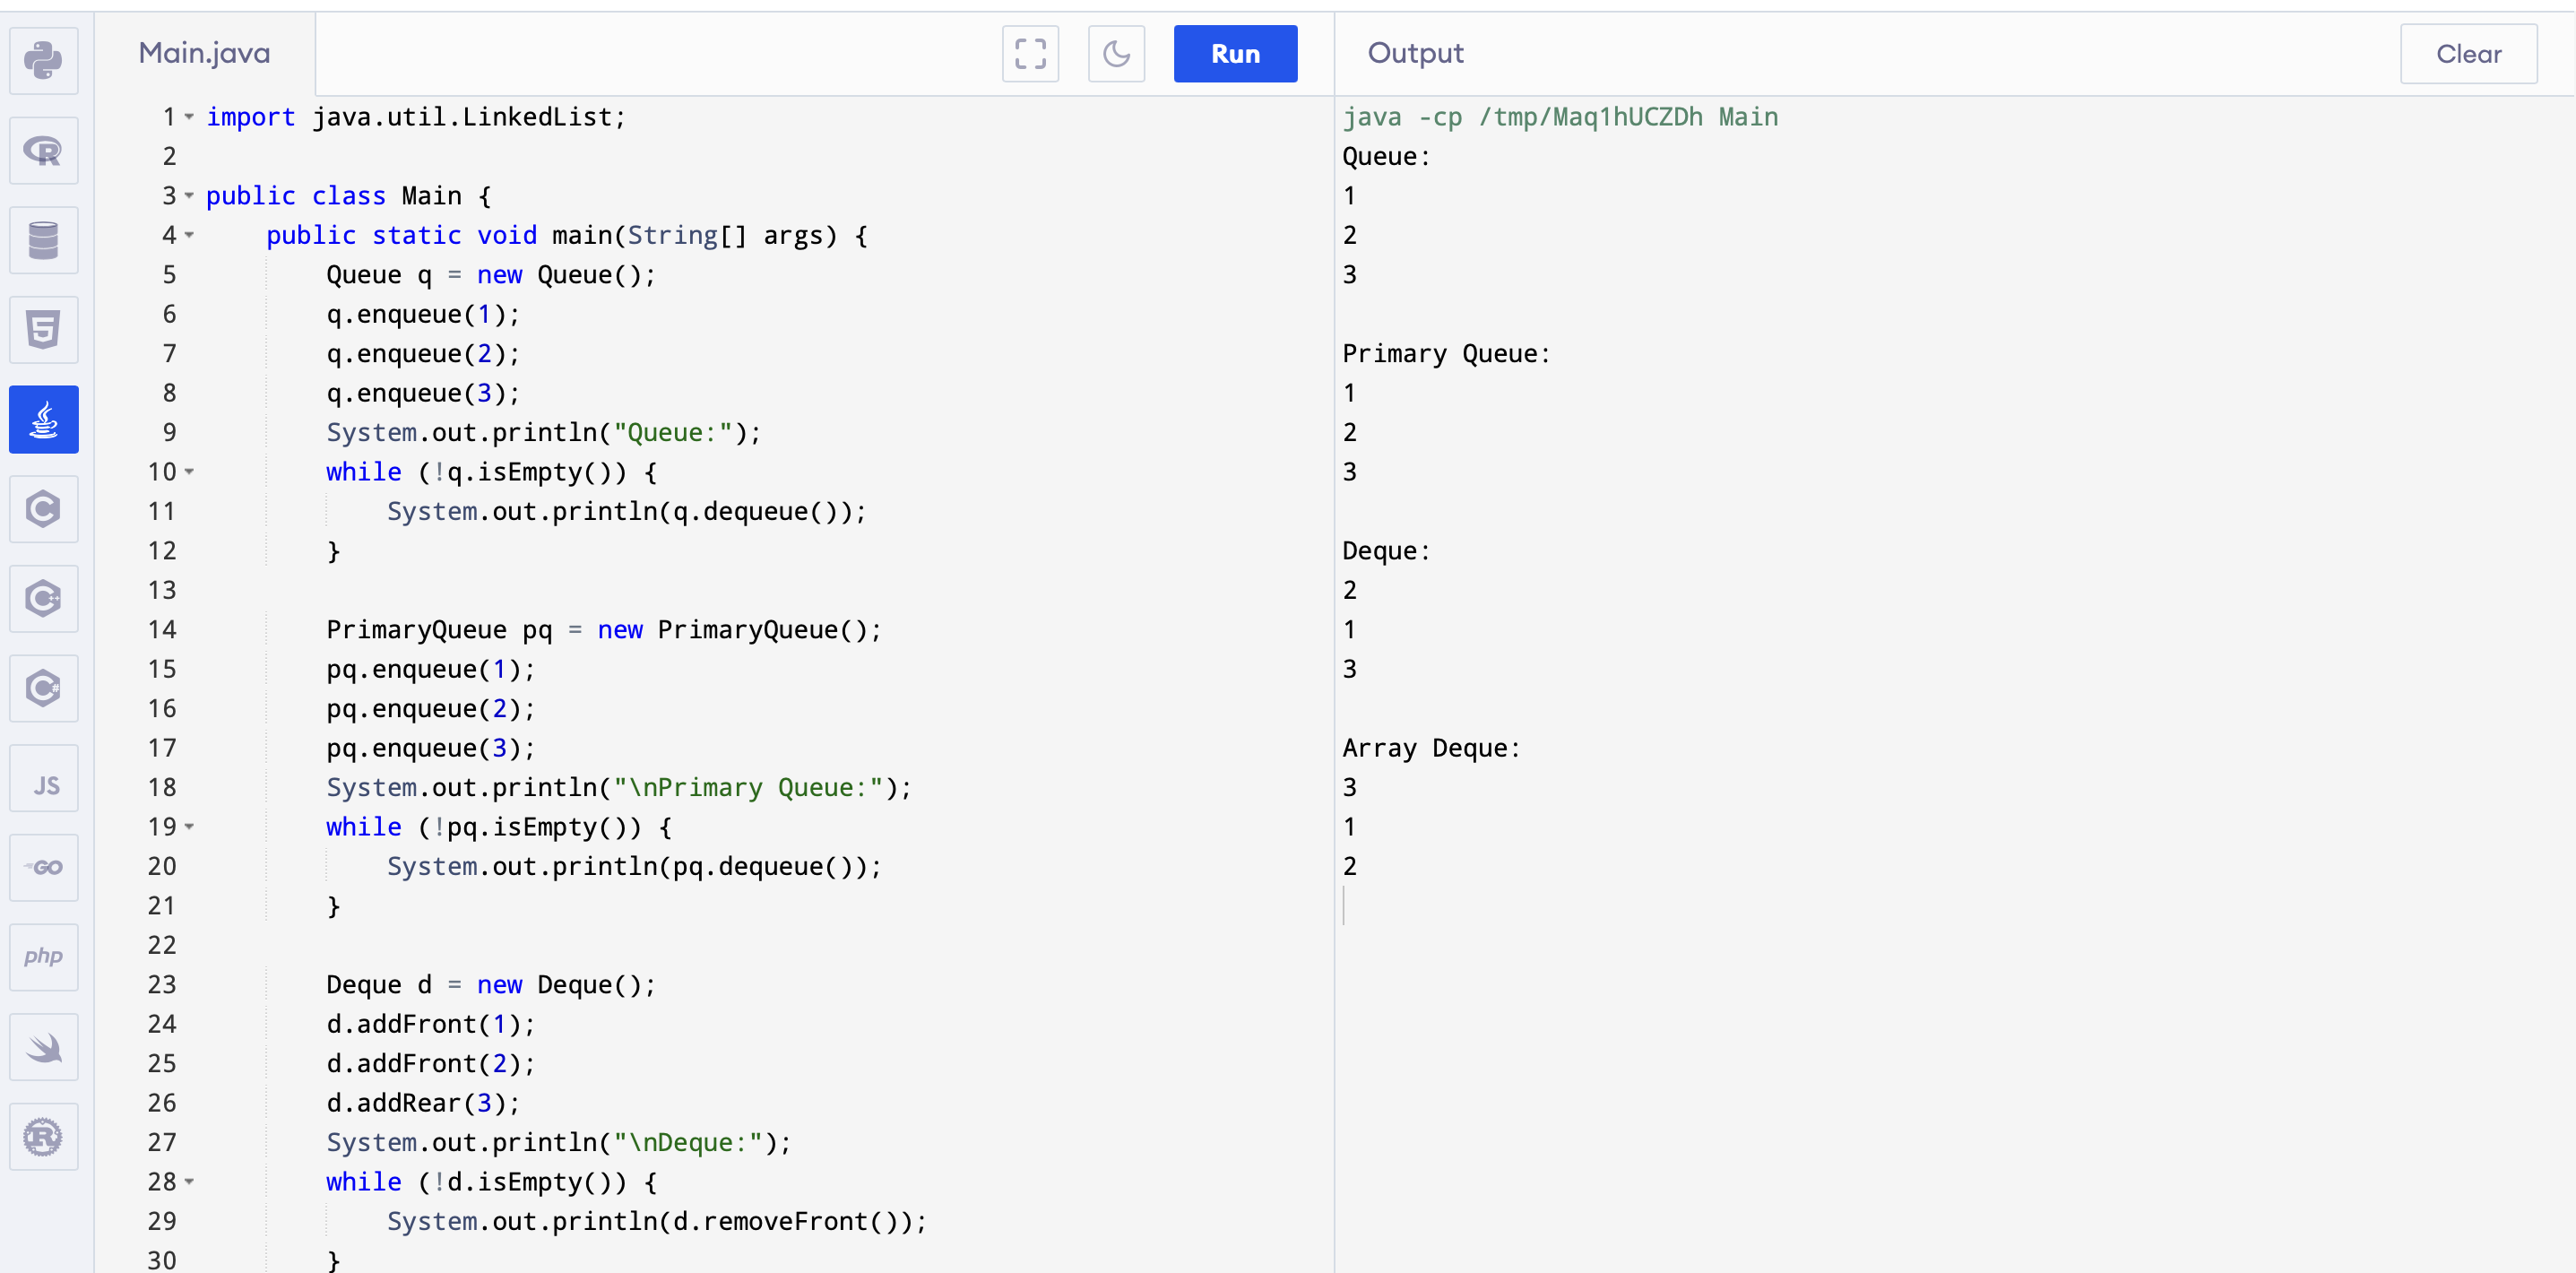 Main.java
Run
Output
Clear
1 import java.util.LinkedList;
2
3 public class Main {
4     public static void main(String[] args) {
5         Queue q = new Queue();
6         q.enqueue(1);
7         q.enqueue(2);
8         q.enqueue(3);
9         System.out.println("Queue:");
10         while (!q.isEmpty()) {
11             System.out.println(q.dequeue());
12         }
13
14         PrimaryQueue pq = new PrimaryQueue();
15         pq.enqueue(1);
16         pq.enqueue(2);
17         pq.enqueue(3);
18         System.out.println("\nPrimary Queue:");
19         while (!pq.isEmpty()) {
20             System.out.println(pq.dequeue());
21         }
22
23         Deque d = new Deque();
24         d.addFront(1);
25         d.addFront(2);
26         d.addRear(3);
27         System.out.println("\nDeque:");
28         while (!d.isEmpty()) {
29             System.out.println(d.removeFront());
30         }
java -cp /tmp/Maq1hUCZDh Main
Queue:
1
2
3
Primary Queue:
1
2
3
Deque:
2
1
3
Array Deque:
3
1
2
R
5
C
C++
C#
JS
GO
php
R